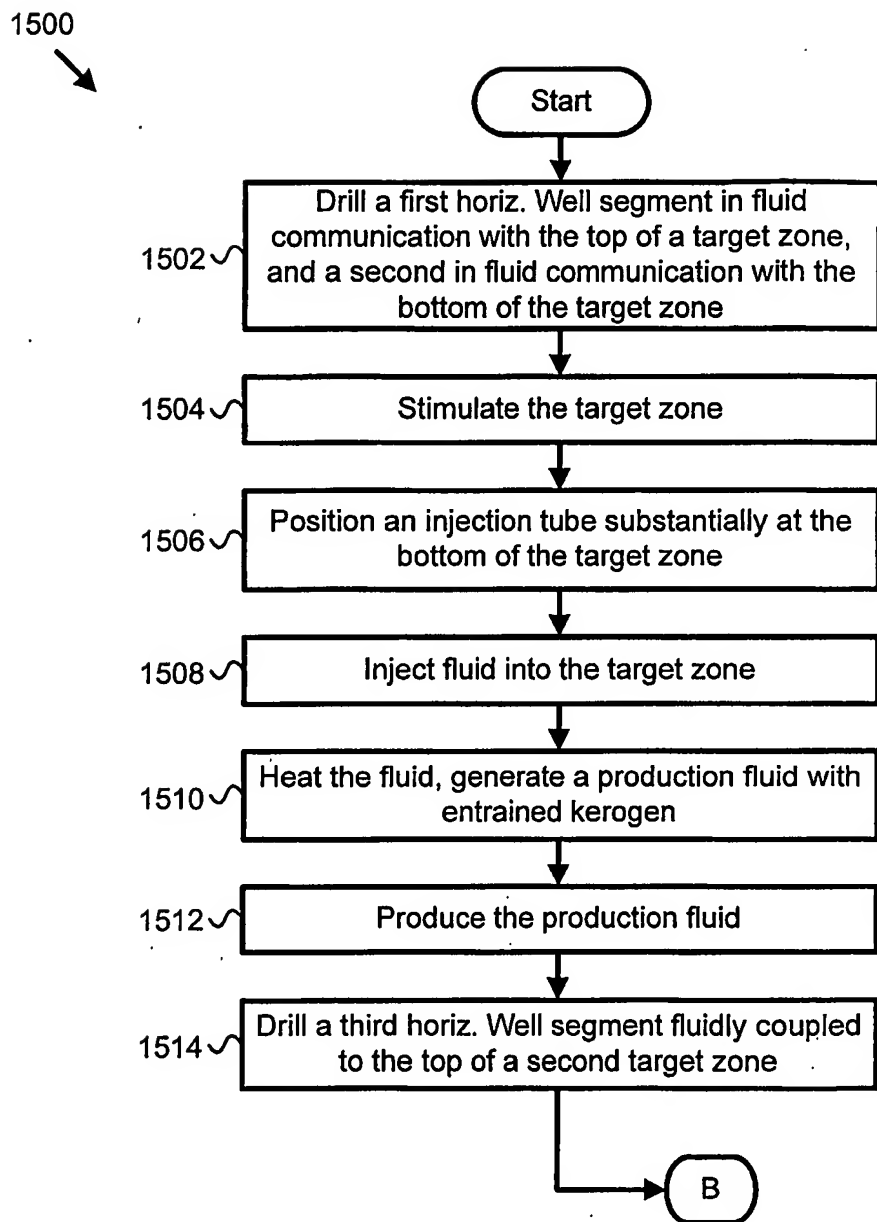 1500
Start
1502
Drill a first horiz. Well segment in fluid
communication with the top of a target zone,
and a second in fluid communication with the
bottom of the target zone
1504
Stimulate the target zone
1506
Position an injection tube substantially at the
bottom of the target zone
1508
Inject fluid into the target zone
1510
Heat the fluid, generate a production fluid with
entrained kerogen
1512
Produce the production fluid
1514
Drill a third horiz. Well segment fluidly coupled
to the top of a second target zone
B